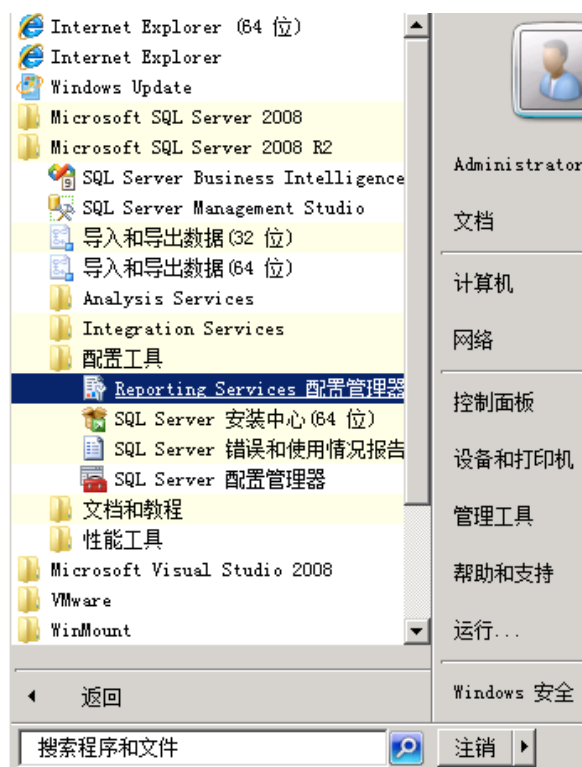 Internet Explorer (64 位)
Internet Explorer
Windows Update
Microsoft SQL Server 2008
Microsoft SQL Server 2008 R2
SQL Server Business Intelligence
SQL Server Management Studio
导入和导出数据(32 位)
导入和导出数据(64 位)
Analysis Services
Integration Services
配置工具
Reporting Services 配置管理器
SQL Server 安装中心(64 位)
SQL Server 错误和使用情况报告
SQL Server 配置管理器
文档和教程
性能工具
Microsoft Visual Studio 2008
VMware
WinMount
返回
搜索程序和文件
Administrator
文档
计算机
网络
控制面板
设备和打印机
管理工具
帮助和支持
运行...
Windows 安全
注销